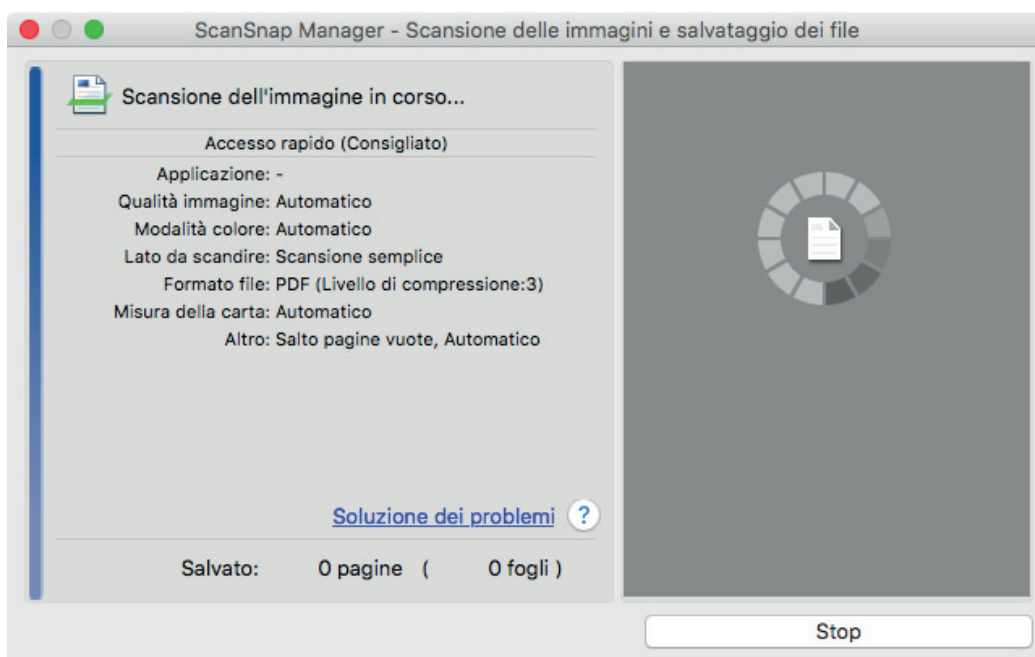 ScanSnap Manager - Scansione delle immagini e salvataggio dei file
Scansione dell'immagine in corso...
Accesso rapido (Consigliato)
Applicazione: -
Qualità immagine: Automatico
Modalità colore: Automatico
Lato da scandire: Scansione semplice
Formato file: PDF (Livello di compressione:3)
Misura della carta: Automatico
Altro: Salto pagine vuote, Automatico
Soluzione dei problemi ?
Salvato: 0 pagine ( 0 fogli )
Stop